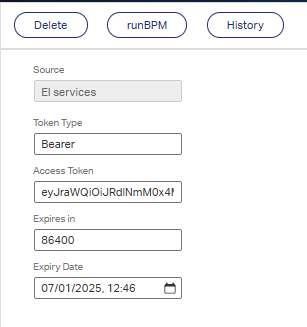 Delete runBPM History
Source
EI services
Token Type
Bearer
Access Token
eyJraWQiOiJRdlNmM0x4M
Expires in
86400
Expiry Date
07/01/2025, 12:46